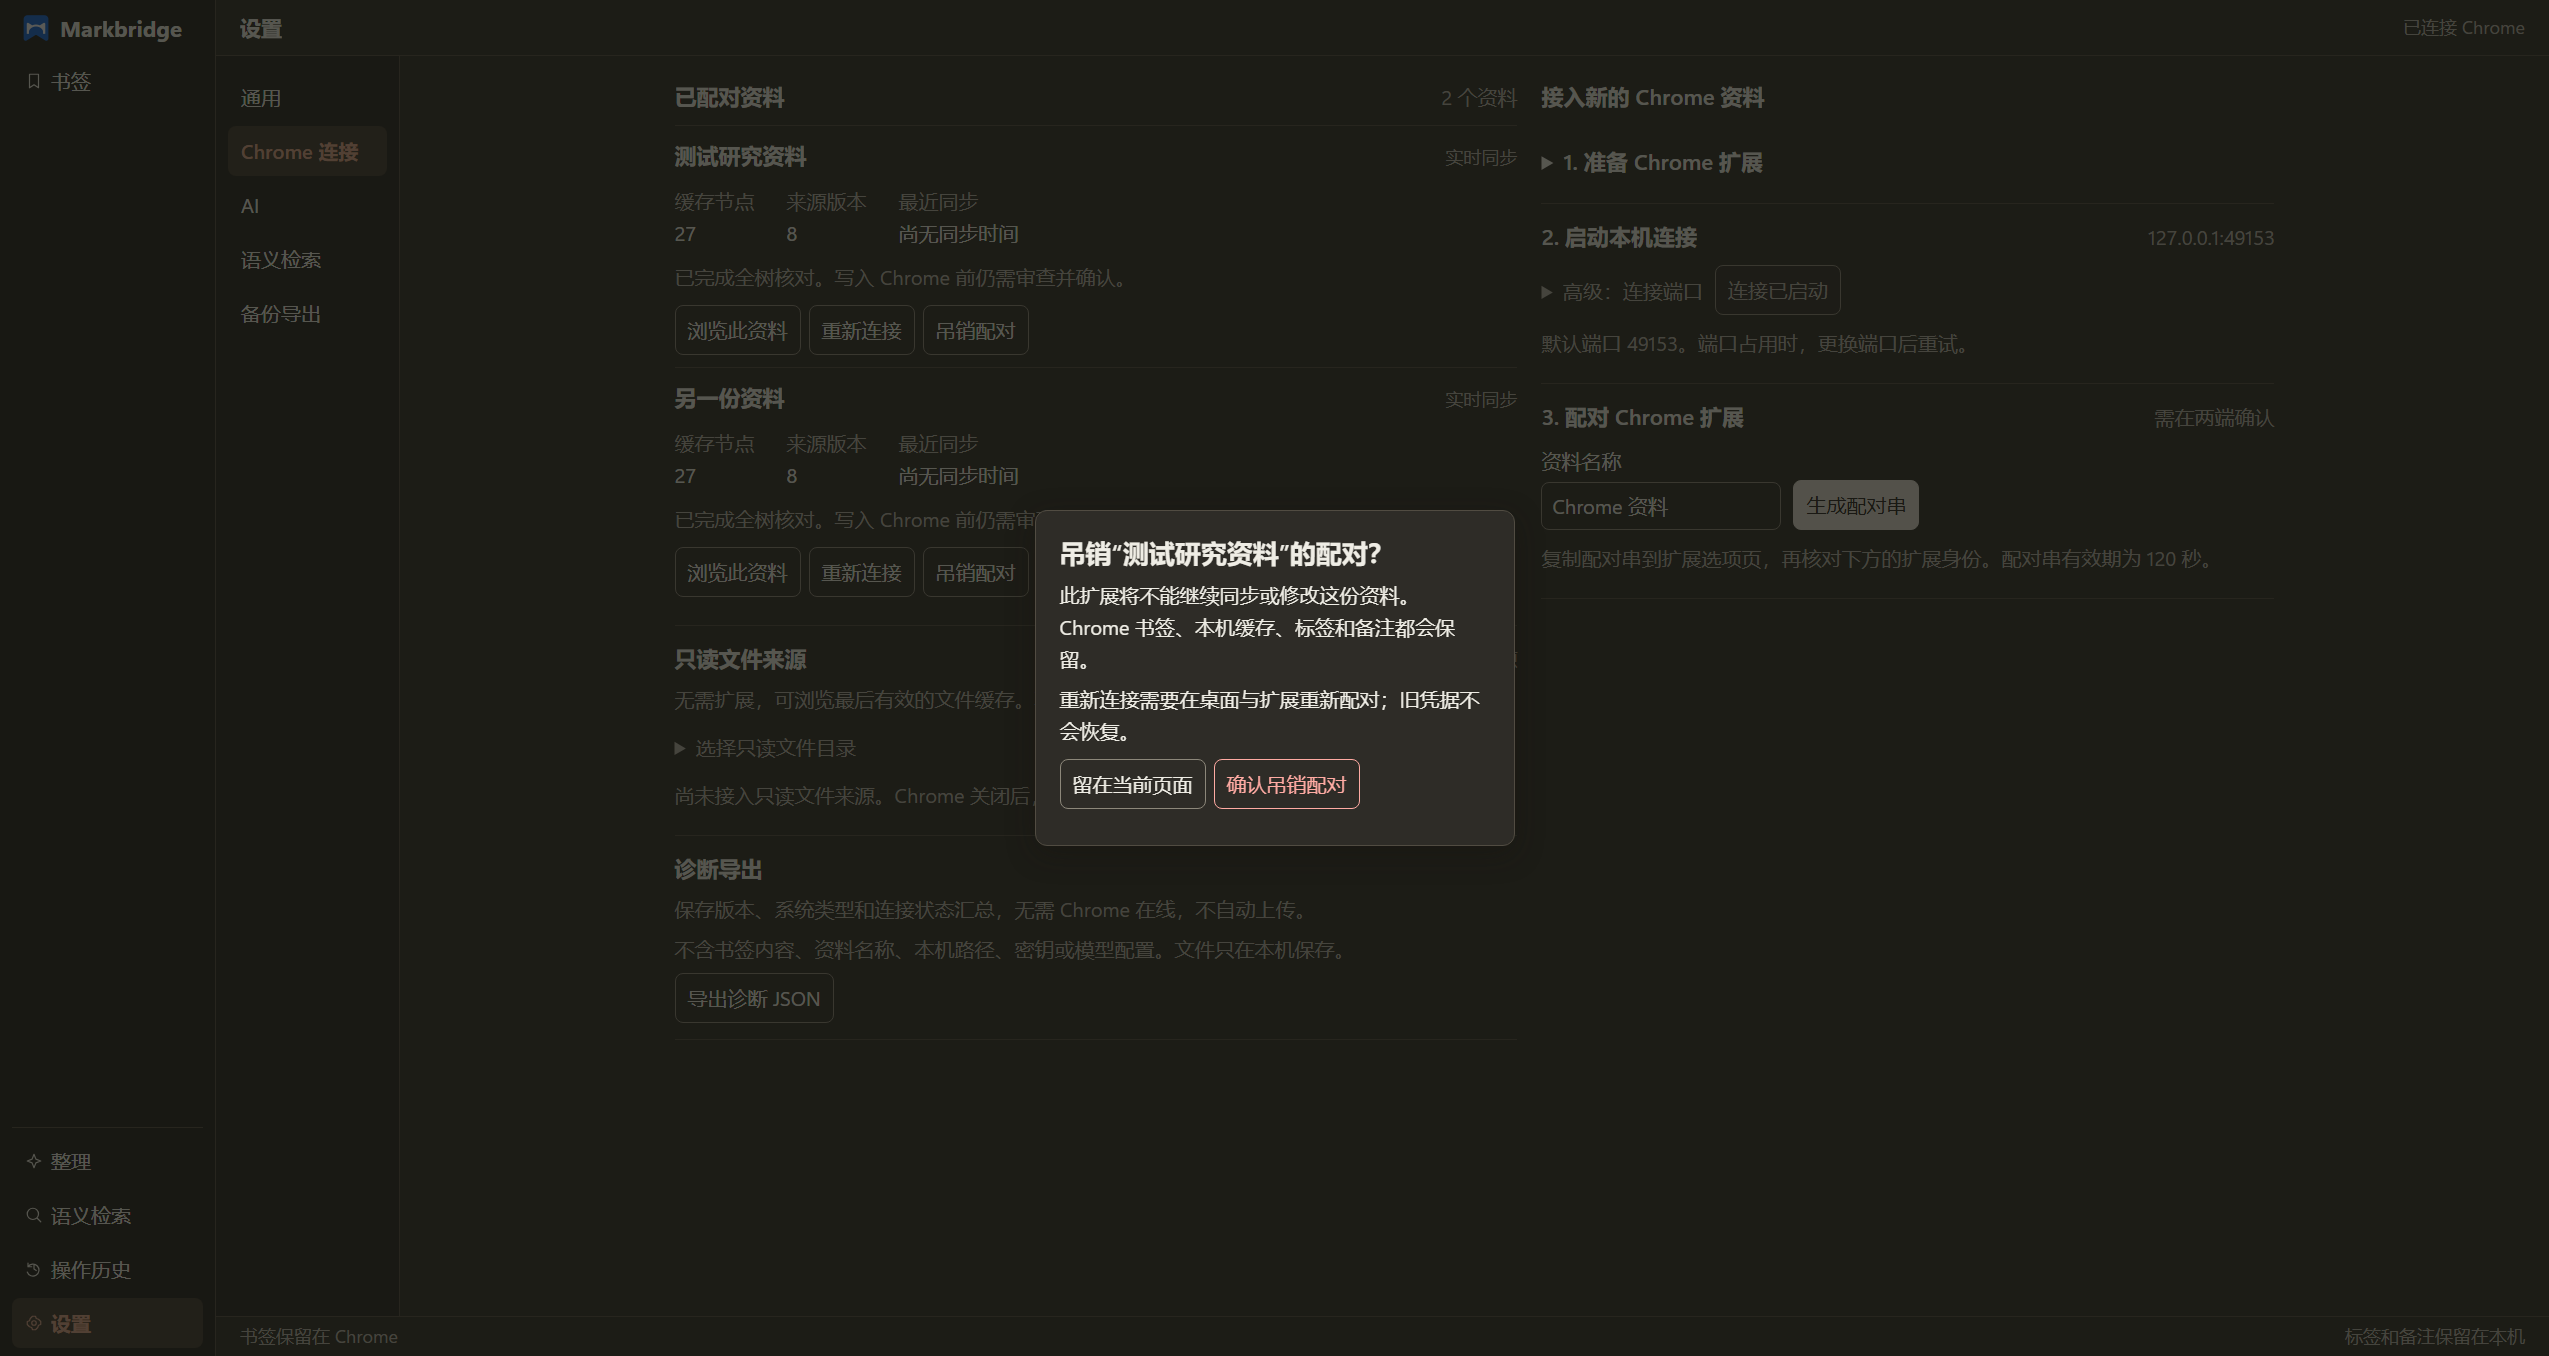 Markbridge
书签
整理
语义检索
操作历史
设置
设置
已连接 Chrome
通用
Chrome 连接
AI
语义检索
备份导出
已配对资料
2 个资料
测试研究资料
实时同步
缓存节点
来源版本
最近同步
27
8
尚无同步时间
已完成全树核对。写入 Chrome 前仍需审查并确认。
浏览此资料
重新连接
吊销配对
另一份资料
实时同步
缓存节点
来源版本
最近同步
27
8
尚无同步时间
已完成全树核对。写入 Chrome 前仍需审
浏览此资料
重新连接
吊销配对
只读文件来源
无需扩展，可浏览最后有效的文件缓存。
选择只读文件目录
尚未接入只读文件来源。Chrome 关闭后，
诊断导出
保存版本、系统类型和连接状态汇总，无需 Chrome 在线，不自动上传。
不含书签内容、资料名称、本机路径、密钥或模型配置。文件只在本机保存。
导出诊断 JSON
接入新的 Chrome 资料
1. 准备 Chrome 扩展
2. 启动本机连接
127.0.0.1:49153
高级：连接端口
连接已启动
默认端口 49153。端口占用时，更换端口后重试。
3. 配对 Chrome 扩展
需在两端确认
资料名称
Chrome 资料
生成配对串
复制配对串到扩展选项页，再核对下方的扩展身份。配对串有效期为 120 秒。
吊销“测试研究资料”的配对？
此扩展将不能继续同步或修改这份资料。
Chrome 书签、本机缓存、标签和备注都会保
留。
重新连接需要在桌面与扩展重新配对；旧凭据不
会恢复。
留在当前页面
确认吊销配对
书签保留在 Chrome
标签和备注保留在本机